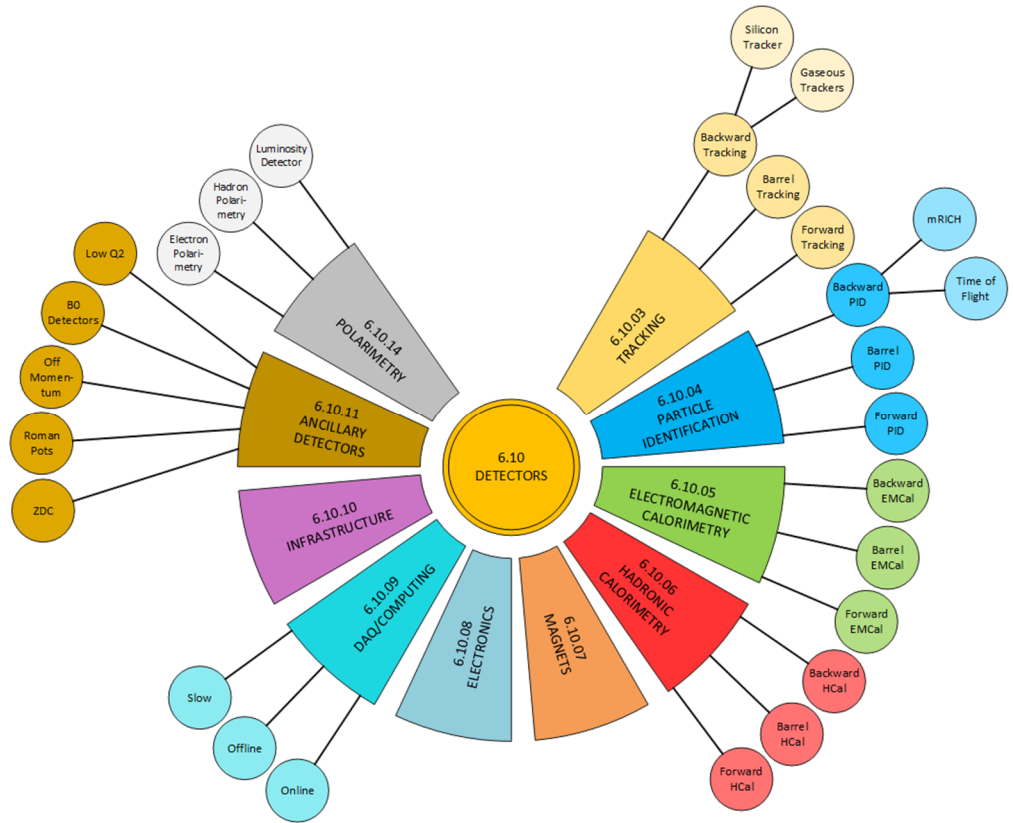 6.10
DETECTORS
6.10.03
TRACKING
Silicon
Tracker
Gaseous
Trackers
Backward
Tracking
Barrel
Tracking
Forward
Tracking
6.10.04
PARTICLE
IDENTIFICATION
mRICH
Time of
Flight
Backward
PID
Barrel
PID
Forward
PID
6.10.05
ELECTROMAGNETIC
CALORIMETRY
Backward
EMCal
Barrel
EMCal
Forward
EMCal
6.10.06
HADRONIC
CALORIMETRY
Backward
HCal
Barrel
HCal
Forward
HCal
6.10.07
MAGNETS
6.10.08
ELECTRONICS
6.10.09
DAQ/COMPUTING
Slow
Offline
Online
6.10.10
INFRASTRUCTURE
6.10.11
ANCILLARY
DETECTORS
Low Q2
B0
Detectors
Off
Momen-
tum
Roman
Pots
ZDC
6.10.14
POLARIMETRY
Luminosity
Detector
Hadron
Polari-
metry
Electron
Polari-
metry